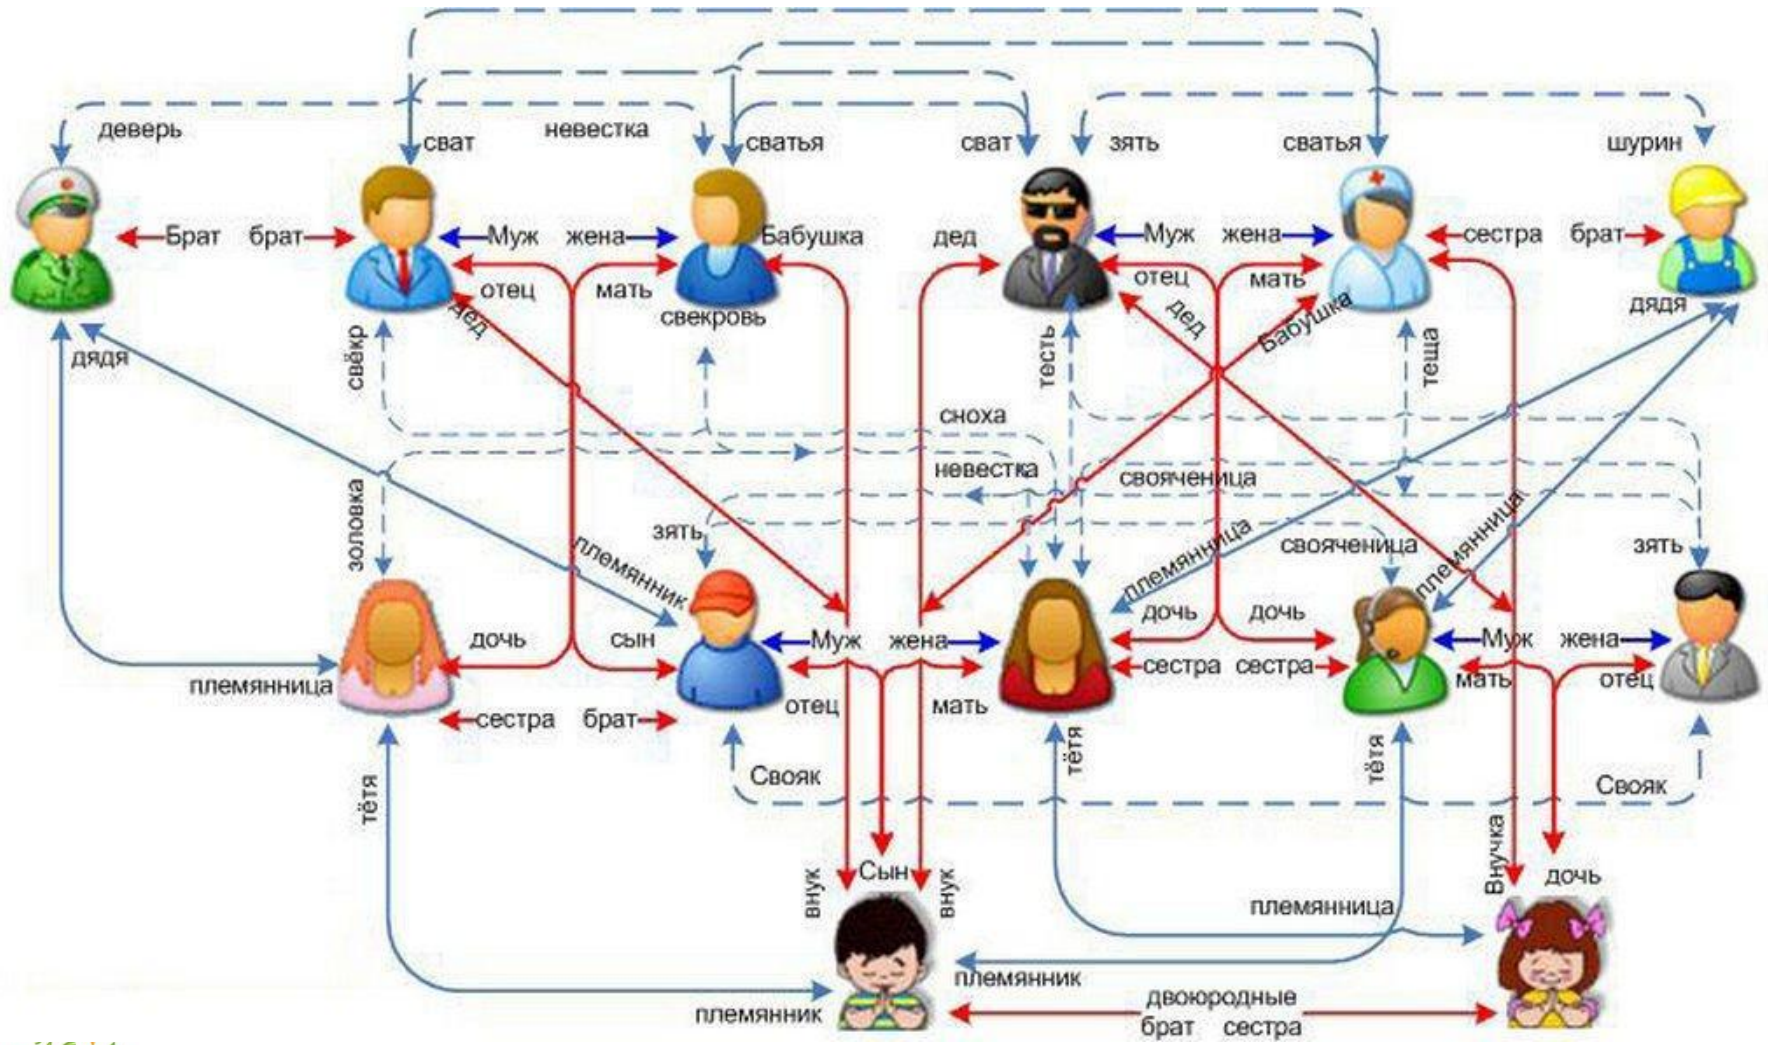 деверь
невестка
сват
сватья
сват
зять
сватья
шурин
Брат брат
Муж жена
Бабушка
дед
Муж жена
сестра брат
отец
мать
отец
мать
дед
свекровь
дед
Бабушка
дядя
дядя
свёкр
тесть
теща
сноха
невестка
свояченица
золовка
зять
племянник
племянница
свояченица
племянница
зять
дочь
сын
Муж жена
дочь
дочь
Муж жена
сестра сестра
племянница
отец
мать
мать
отец
сестра брат
тётя
Свояк
тётя
тётя
Свояк
внук
Сын
внук
Внучка
дочь
племянница
племянник
племянник
двоюродные
брат сестра